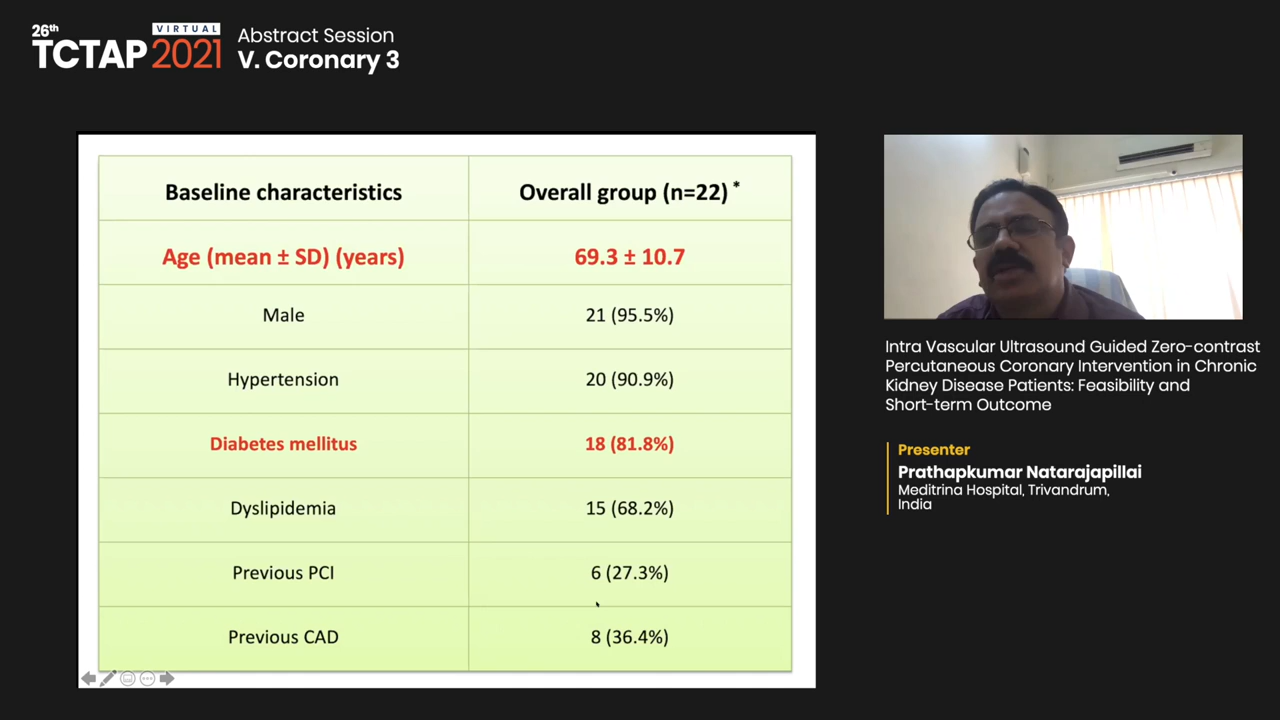 26th
VIRTUAL
TCTAP 2021
Abstract Session
V. Coronary 3
Baseline characteristics
Overall group (n=22) *
Age (mean ± SD) (years)
69.3 ± 10.7
Male
21 (95.5%)
Hypertension
20 (90.9%)
Diabetes mellitus
18 (81.8%)
Dyslipidemia
15 (68.2%)
Previous PCI
6 (27.3%)
Previous CAD
8 (36.4%)
Intra Vascular Ultrasound Guided Zero-contrast
Percutaneous Coronary Intervention in Chronic
Kidney Disease Patients: Feasibility and
Short-term Outcome
Presenter
Prathapkumar Natarajapillai
Meditrina Hospital, Trivandrum,
India